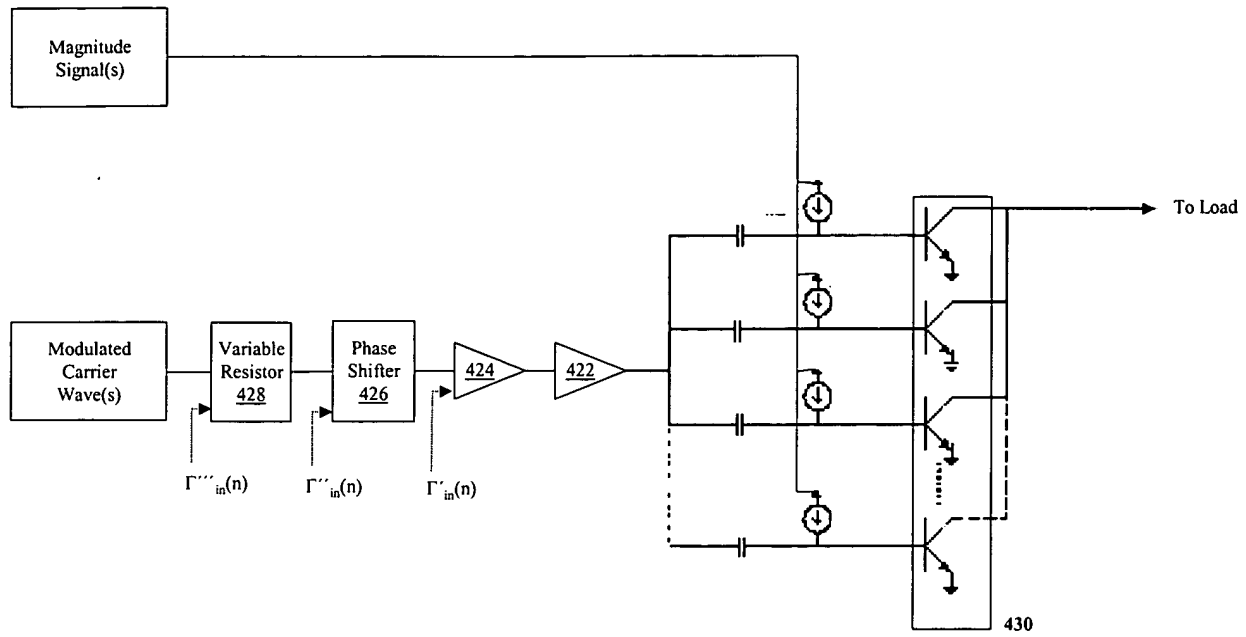 Magnitude
Signal(s)
To Load
Modulated
Carrier
Wave(s)
Variable
Resistor
428
Phase
Shifter
426
424
422
Γ′′′in(n)
Γ′′in(n)
Γ′in(n)
430